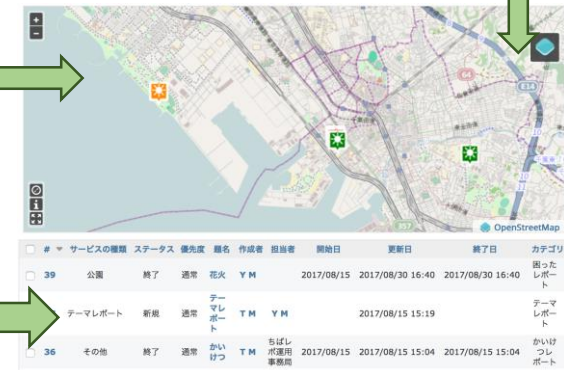 +
−
64
E14
357
i
OpenStreetMap
# サービスの種類 ステータス 優先度 題名 作成者 担当者 開始日 更新日 終了日 カテゴリ
39 公園 終了 通常 花火 Y M 2017/08/15 2017/08/30 16:40 2017/08/30 16:40 困ったレポート
テーマレポート 新規 通常 テーマレポート T M Y M 2017/08/15 15:19 テーマレポート
36 その他 終了 通常 かいけつ T M ちばレポ運用事務局 2017/08/15 2017/08/15 15:04 2017/08/15 15:04 かいけつレポート